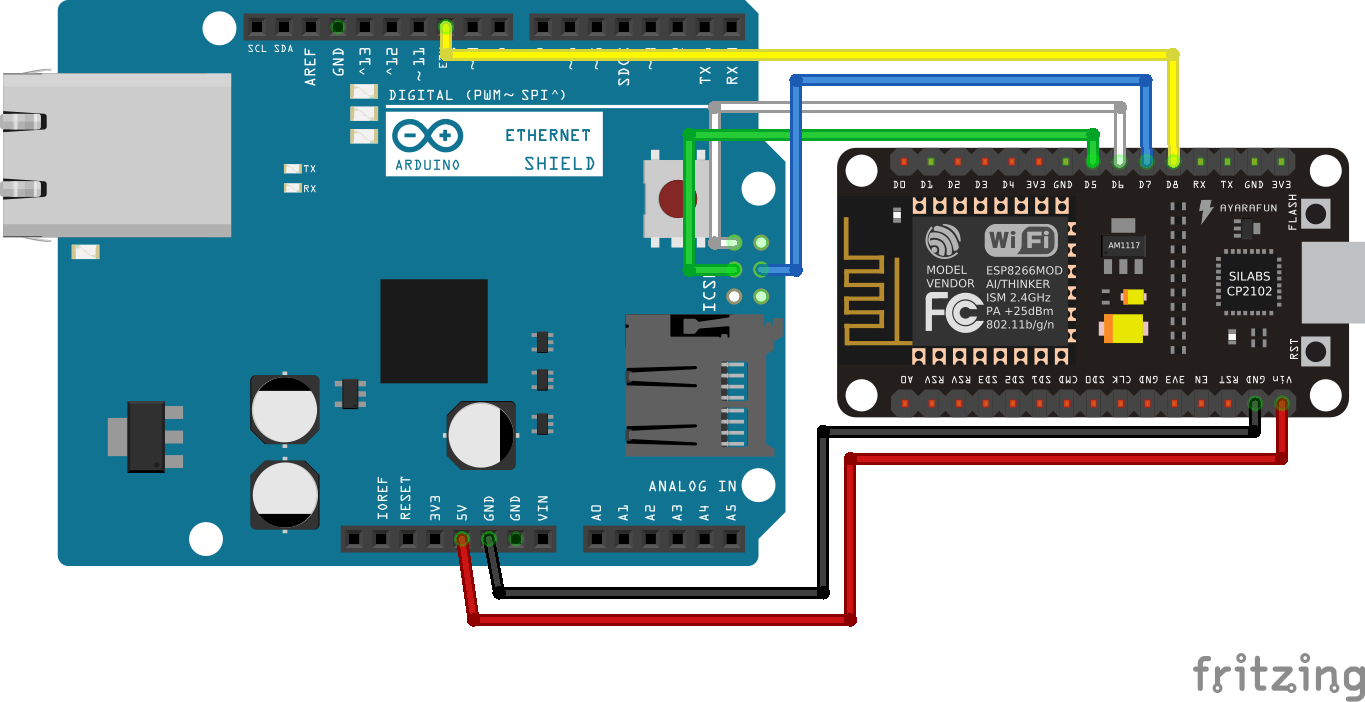 SCL SDA
AREF
GND
^13
^12
~11
TX
RX
DIGITAL (PWM~ SPI^)
ARDUINO
ETHERNET
SHIELD
TX
RX
IOREF
RESET
3V3
5V
GND
GND
VIN
ANALOG IN
A0
A1
A2
A3
A4
A5
D0 D1 D2 D3 D4 3V3 GND D5 D6 D7 D8 RX TX GND 3V3
AYARAFUN
FLASH
WiFi
MODEL
VENDOR
FC
ESP8266MOD
AI/THINKER
ISM 2.4GHz
PA +25dBm
802.11b/g/n
AM1117
SILABS
CP2102
RST
AO RSV RSV SD3 SD2 SD1 CMD SDO CLK GND 3V3 EN RST GND Vin
fritzing